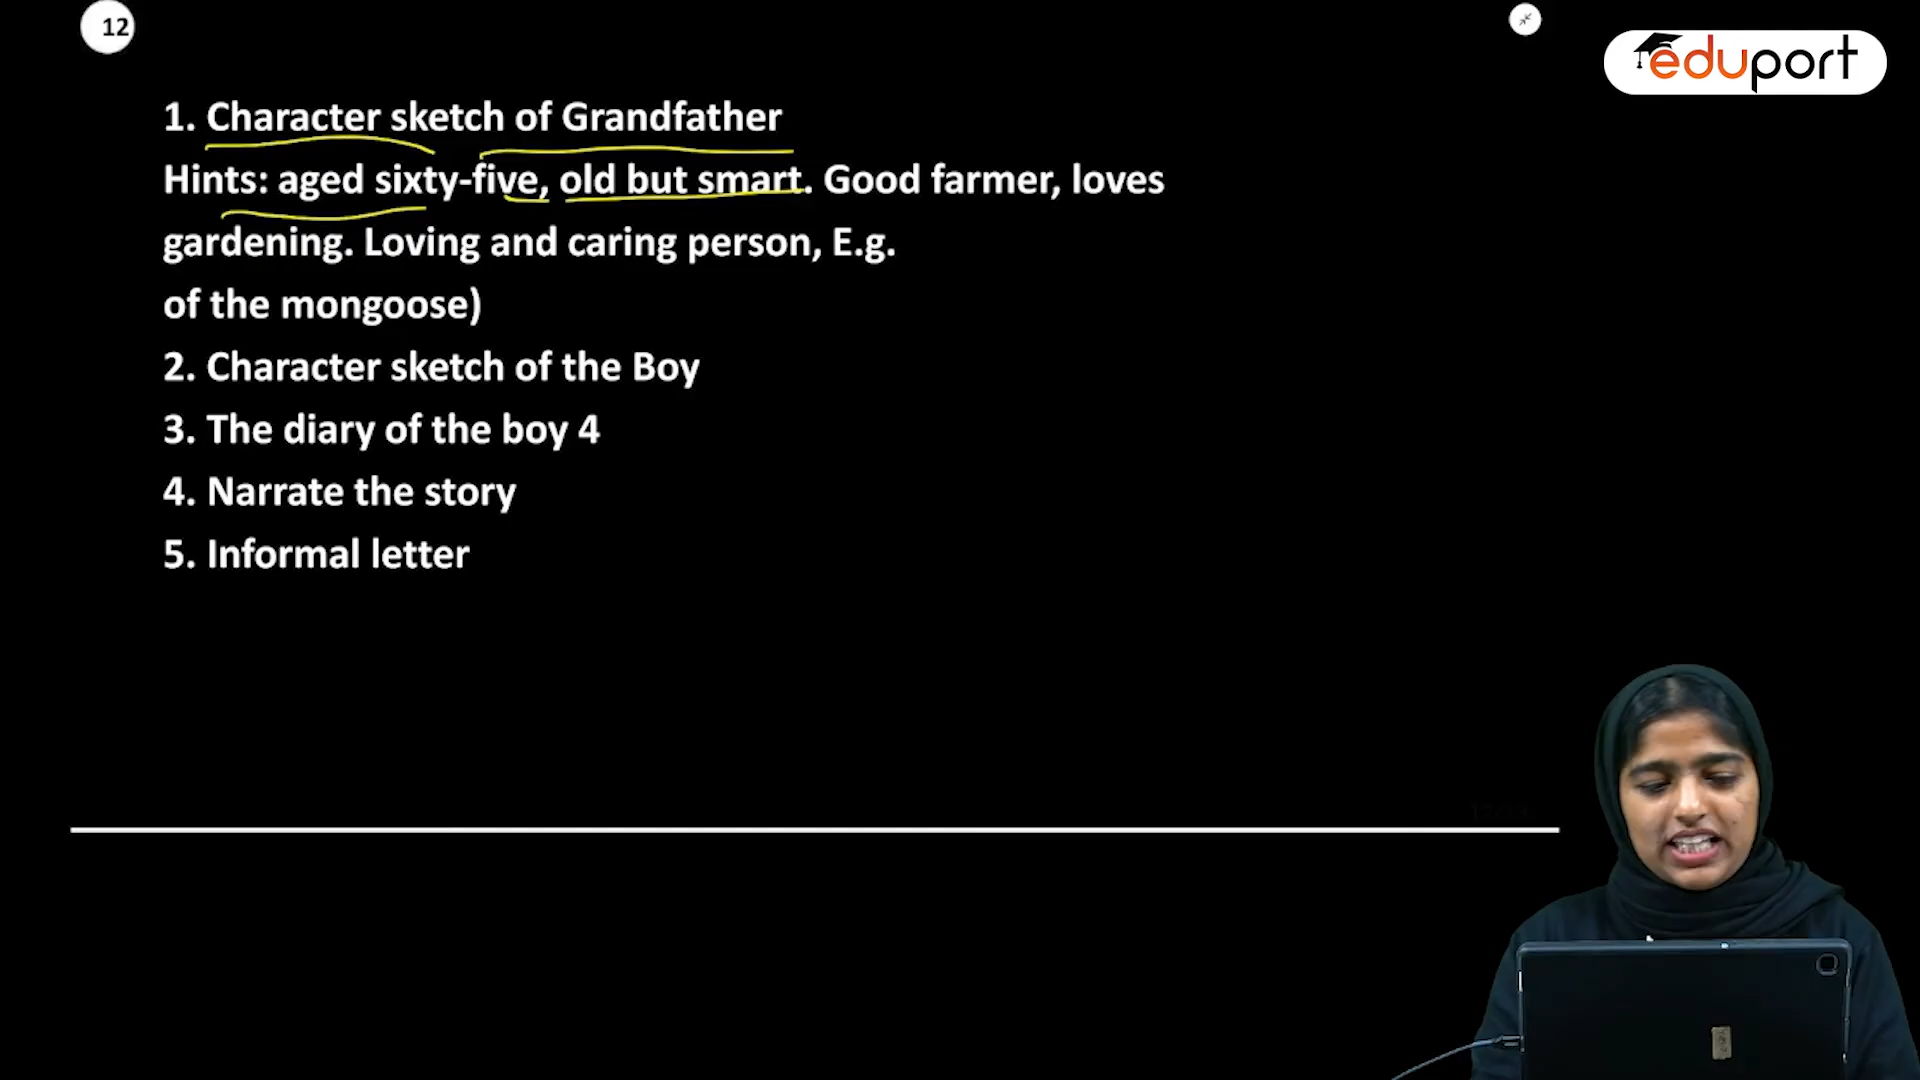 12
eduport
1. Character sketch of Grandfather
Hints: aged sixty-five, old but smart. Good farmer, loves
gardening. Loving and caring person, E.g.
of the mongoose)
2. Character sketch of the Boy
3. The diary of the boy 4
4. Narrate the story
5. Informal letter